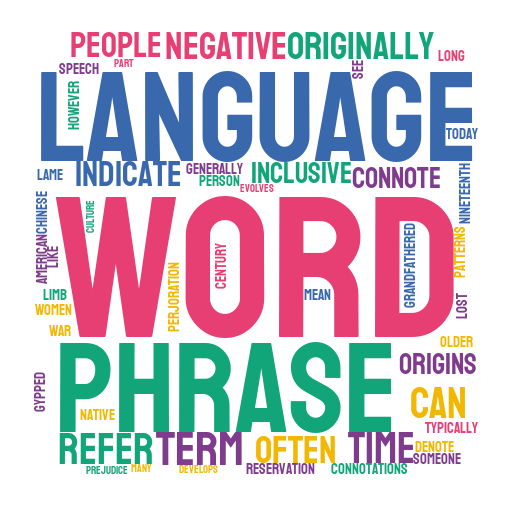 PEOPLE NEGATIVE ORIGINALLY LONG
SPEECH PART SEE
HOWEVER
LANGUAGE
TODAY
LAME INDICATE GENERALLY PERSON INCLUSIVE CONNOTE
EVOLVES
NINETEENTH
CHINESE
CULTURE
AMERICAN
LIKE
WORD
PERJORATION
CENTURY
MEAN
GRANDFATHERED
PATTERNS
LIMB
WOMEN
WAR
LOST
OLDER
PHRASE
ORIGINS
GYPPED
NATIVE
CAN
TYPICALLY
REFER TERM OFTEN TIME
DENOTE
SOMEONE
PREJUDICE MANY DEVELOPS RESERVATION CONNOTATIONS